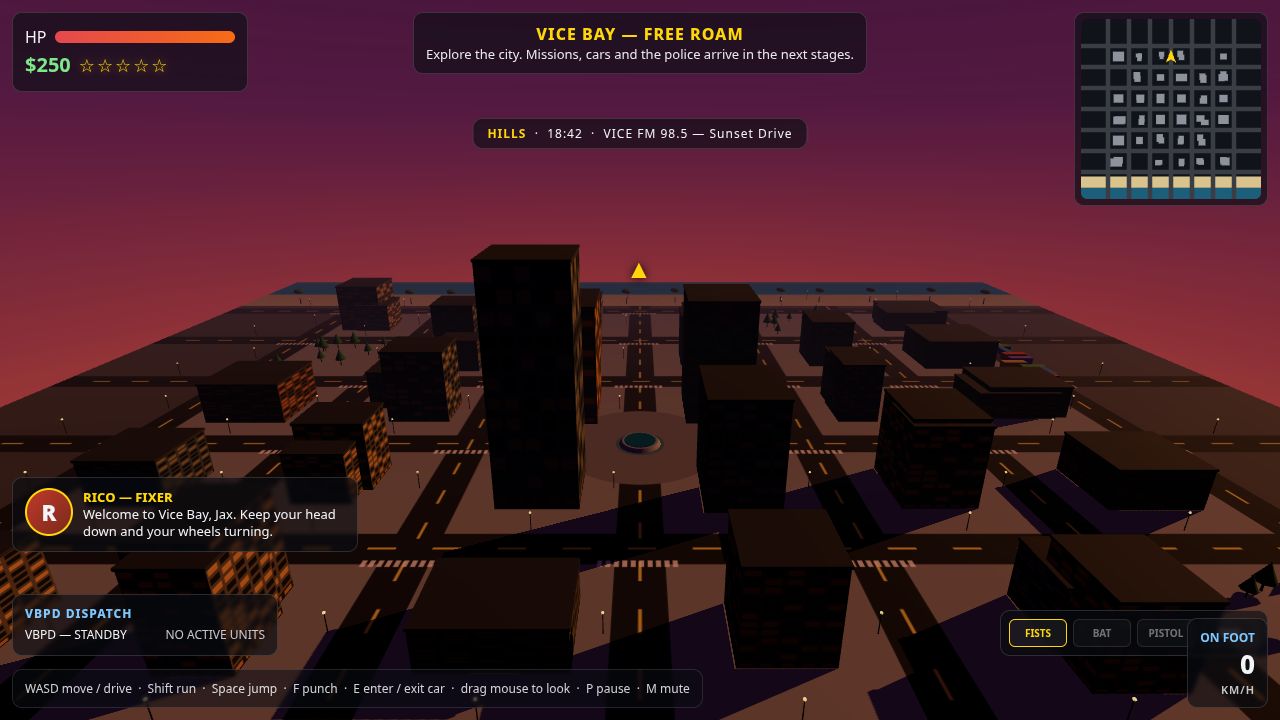 HP
$250 ☆☆☆☆☆
VICE BAY — FREE ROAM
Explore the city. Missions, cars and the police arrive in the next stages.
HILLS · 18:42 · VICE FM 98.5 — Sunset Drive
R
RICO — FIXER
Welcome to Vice Bay, Jax. Keep your head
down and your wheels turning.
VBPD DISPATCH
VBPD — STANDBY NO ACTIVE UNITS
FISTS BAT PISTOL
ON FOOT
0
KM/H
WASD move / drive · Shift run · Space jump · F punch · E enter / exit car · drag mouse to look · P pause · M mute